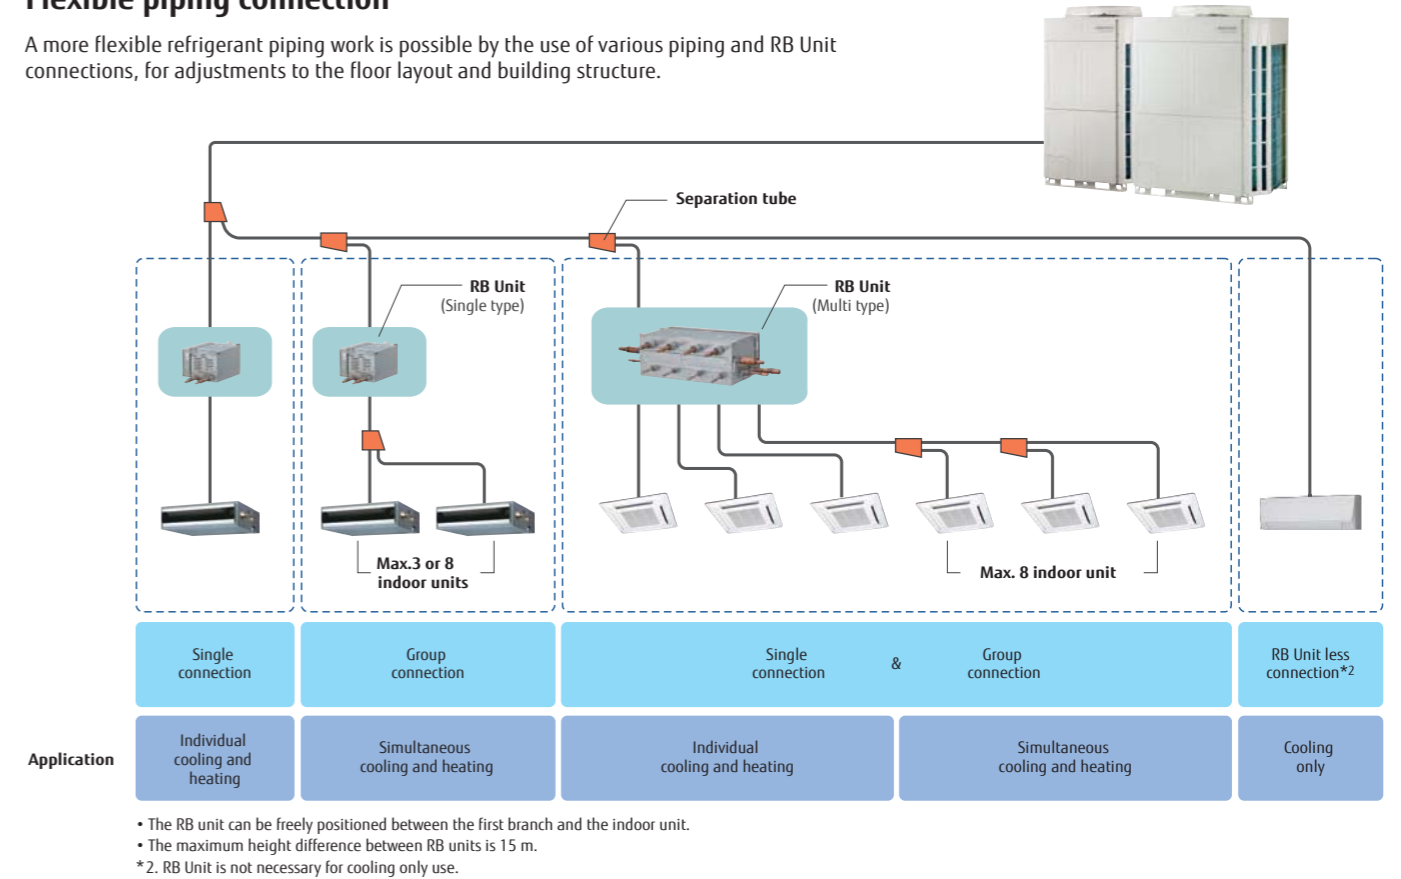 Flexible piping connection
A more flexible refrigerant piping work is possible by the use of various piping and RB Unit
connections, for adjustments to the floor layout and building structure.
Separation tube
RB Unit
(Single type)
RB Unit
(Multi type)
Max.3 or 8
indoor units
Max. 8 indoor unit
Single
connection
Group
connection
Single
connection
&
Group
connection
RB Unit less
connection*2
Application
Individual
cooling and
heating
Simultaneous
cooling and heating
Individual
cooling and heating
Simultaneous
cooling and heating
Cooling
only
• The RB unit can be freely positioned between the first branch and the indoor unit.
• The maximum height difference between RB units is 15 m.
*2. RB Unit is not necessary for cooling only use.